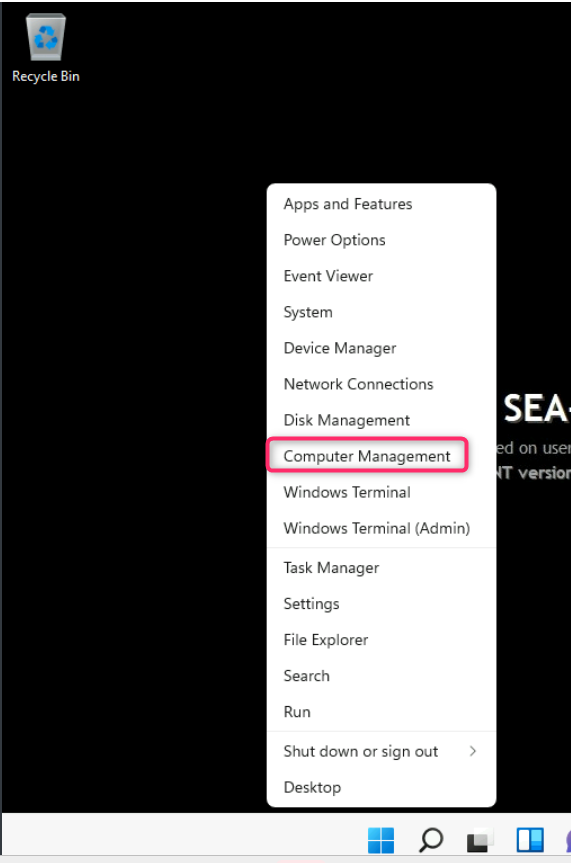 Recycle Bin
Apps and Features
Power Options
Event Viewer
System
Device Manager
Network Connections
Disk Management
SEA-
Computer Management
ed on user
Windows Terminal
NT version
Windows Terminal (Admin)
Task Manager
Settings
File Explorer
Search
Run
Shut down or sign out
Desktop